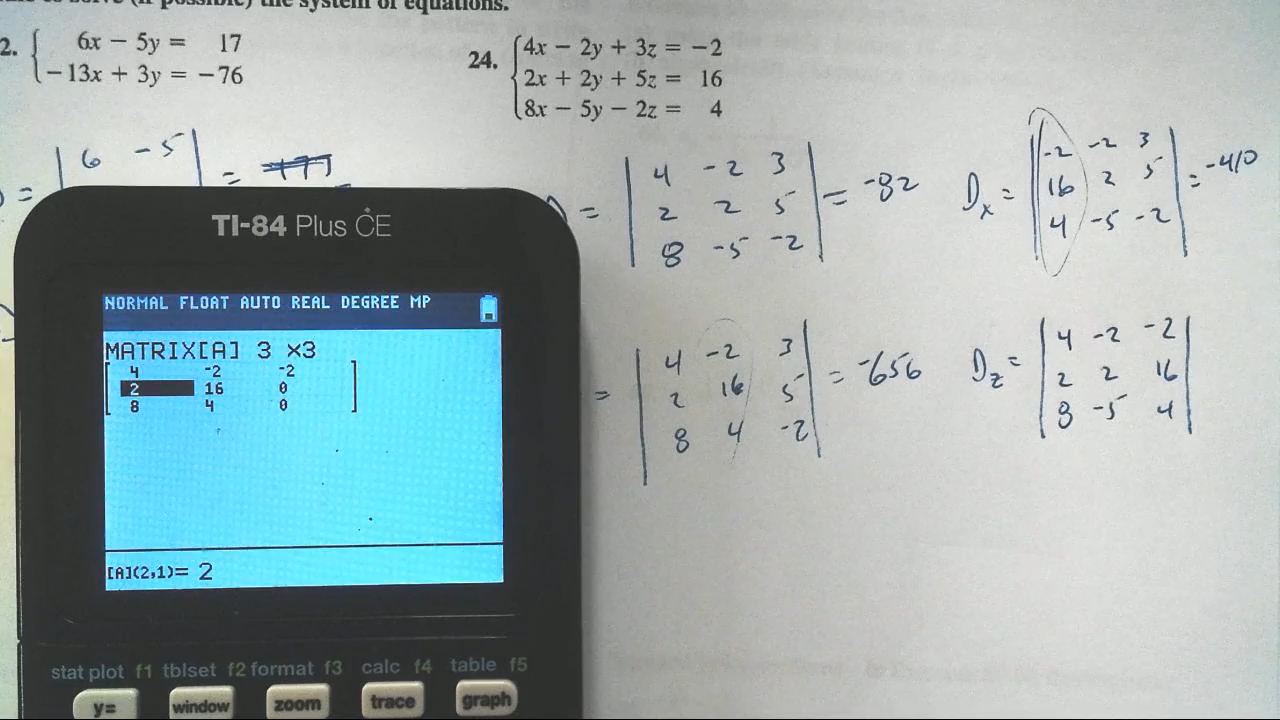 the system of equations.
2. 6x − 5y = 17
−13x + 3y = −76
24. 4x − 2y + 3z = −2
2x + 2y + 5z = 16
8x − 5y − 2z = 4
6 -5 =
4 -2 3
2 2 5
8 -5 -2
= -82
Dx =
-2 -2 3
16 2 5
4 -5 -2
= -410
=
4 -2 3
2 16 5
8 4 -2
= -656
Dz =
4 -2 -2
2 2 16
8 -5 4
TI-84 Plus CE
NORMAL FLOAT AUTO REAL DEGREE MP
MATRIX[A] 3 ×3
4 -2 -2
2 16 0
8 4 0
[A](2,1)= 2
stat plot f1 tblset f2 format f3 calc f4 table f5
y= window zoom trace graph